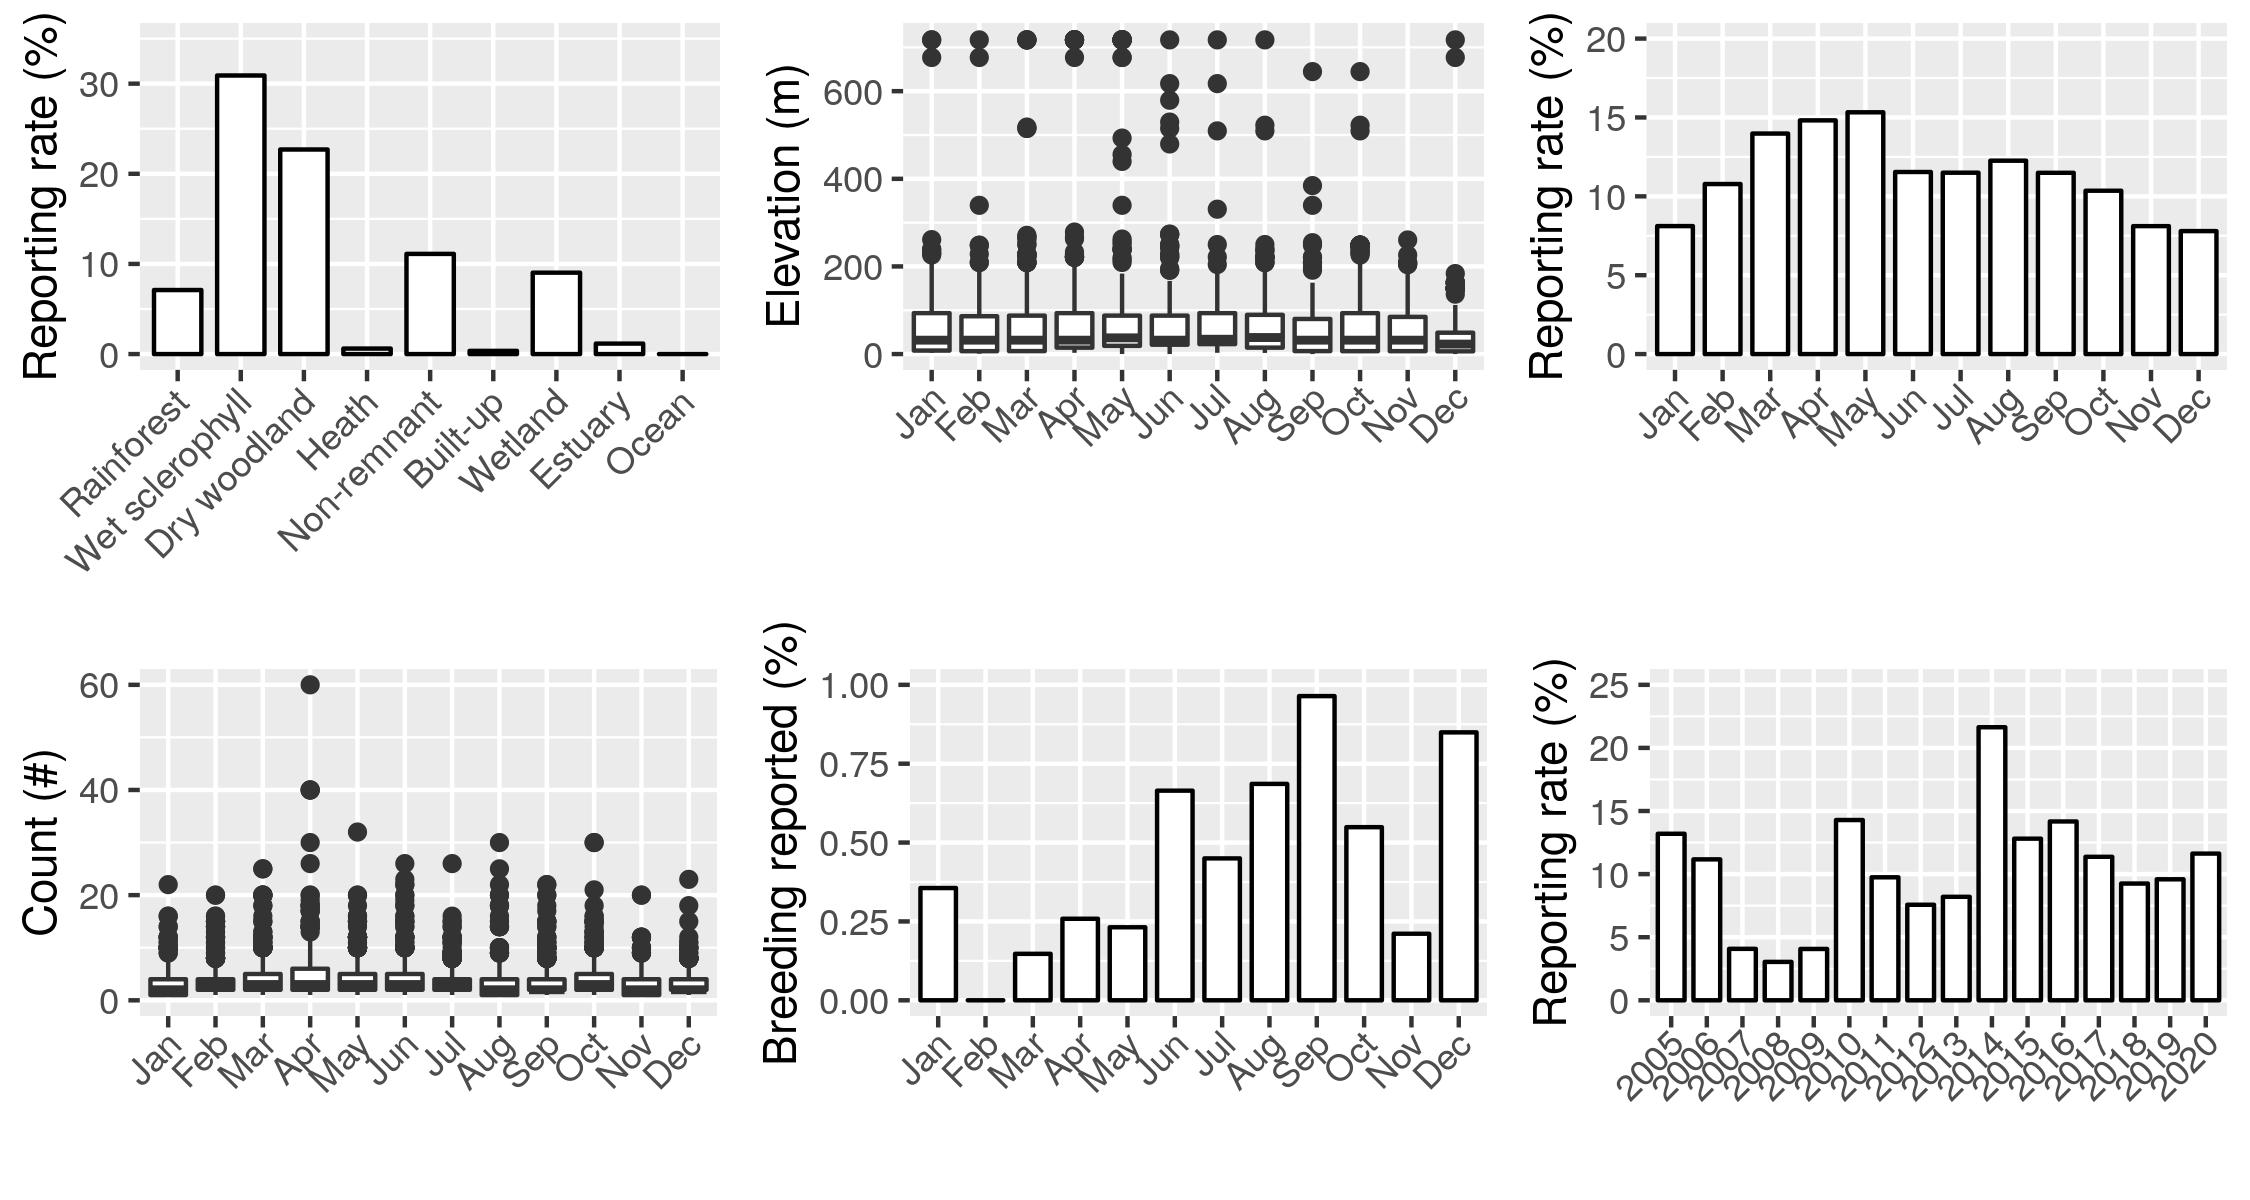 Reporting rate (%)
30
20
10
0
Rainforest
Wet sclerophyll
Dry woodland
Heath
Non-remnant
Built-up
Wetland
Estuary
Ocean
Elevation (m)
600
400
200
0
Jan
Feb
Mar
Apr
May
Jun
Jul
Aug
Sep
Oct
Nov
Dec
Reporting rate (%)
20
15
10
5
0
Jan
Feb
Mar
Apr
May
Jun
Jul
Aug
Sep
Oct
Nov
Dec
Count (#)
60
40
20
0
Jan
Feb
Mar
Apr
May
Jun
Jul
Aug
Sep
Oct
Nov
Dec
Breeding reported (%)
1.00
0.75
0.50
0.25
0.00
Jan
Feb
Mar
Apr
May
Jun
Jul
Aug
Sep
Oct
Nov
Dec
Reporting rate (%)
25
20
15
10
5
0
2005
2006
2007
2008
2009
2010
2011
2012
2013
2014
2015
2016
2017
2018
2019
2020